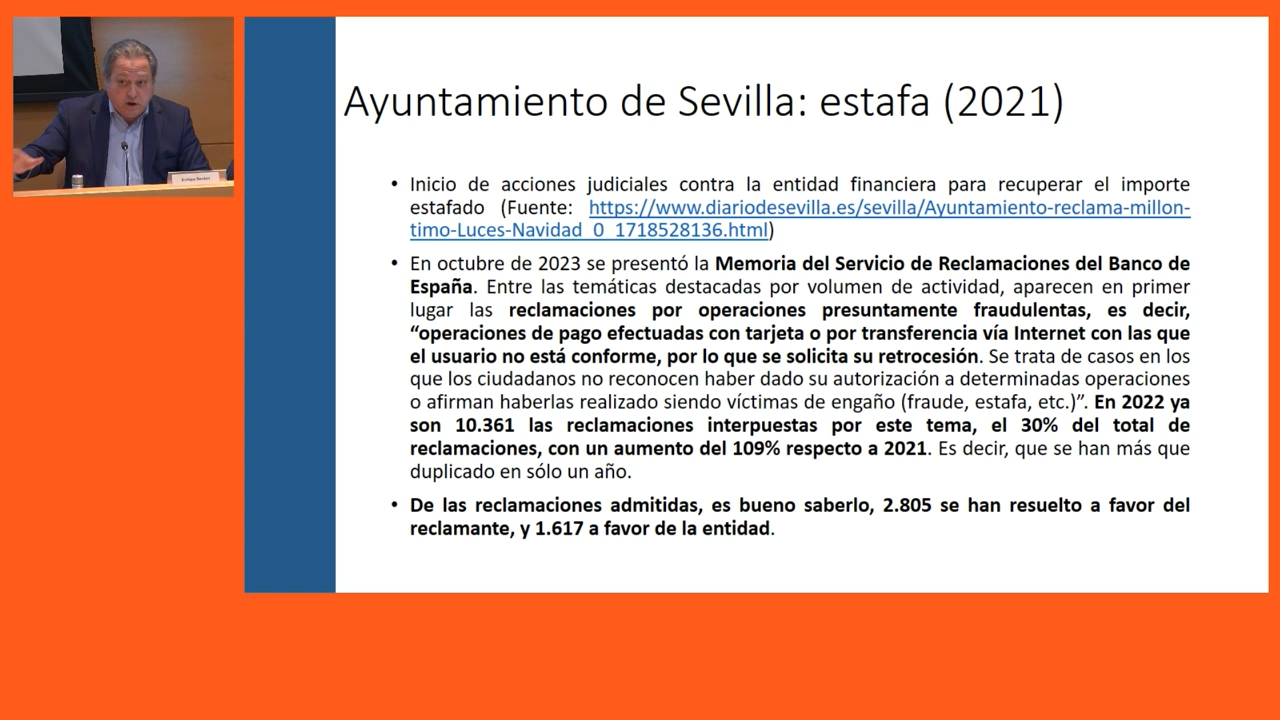 Ayuntamiento de Sevilla: estafa (2021)
• Inicio de acciones judiciales contra la entidad financiera para recuperar el importe
estafado (Fuente: https://www.diariodesevilla.es/sevilla/Ayuntamiento-reclama-millon-
timo-Luces-Navidad_0_1718528136.html)
• En octubre de 2023 se presentó la Memoria del Servicio de Reclamaciones del Banco de
España. Entre las temáticas destacadas por volumen de actividad, aparecen en primer
lugar las reclamaciones por operaciones presuntamente fraudulentas, es decir,
“operaciones de pago efectuadas con tarjeta o por transferencia vía Internet con las que
el usuario no está conforme, por lo que se solicita su retrocesión. Se trata de casos en los
que los ciudadanos no reconocen haber dado su autorización a determinadas operaciones
o afirman haberlas realizado siendo víctimas de engaño (fraude, estafa, etc.)”. En 2022 ya
son 10.361 las reclamaciones interpuestas por este tema, el 30% del total de
reclamaciones, con un aumento del 109% respecto a 2021. Es decir, que se han más que
duplicado en sólo un año.
• De las reclamaciones admitidas, es bueno saberlo, 2.805 se han resuelto a favor del
reclamante, y 1.617 a favor de la entidad.